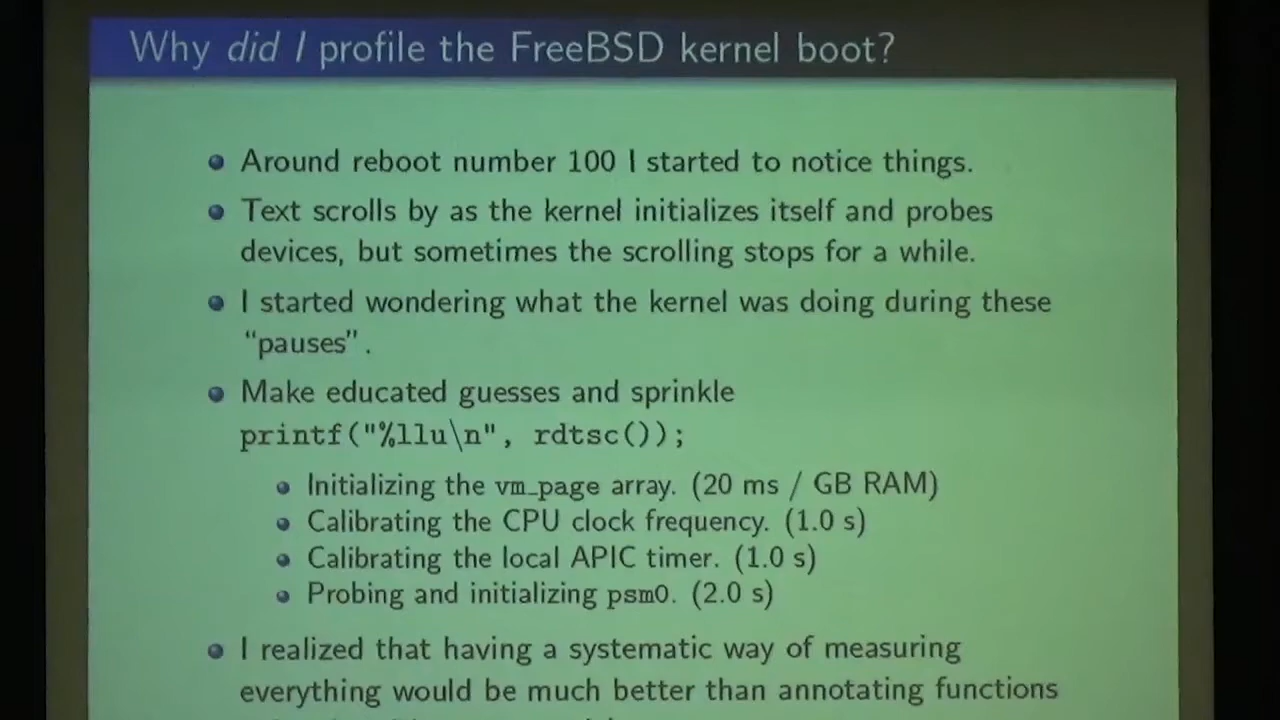 Why did I profile the FreeBSD kernel boot?
Around reboot number 100 I started to notice things.
Text scrolls by as the kernel initializes itself and probes
devices, but sometimes the scrolling stops for a while.
I started wondering what the kernel was doing during these
“pauses”.
Make educated guesses and sprinkle
printf("%llu\n", rdtsc());
Initializing the vm_page array. (20 ms / GB RAM)
Calibrating the CPU clock frequency. (1.0 s)
Calibrating the local APIC timer. (1.0 s)
Probing and initializing psm0. (2.0 s)
I realized that having a systematic way of measuring
everything would be much better than annotating functions